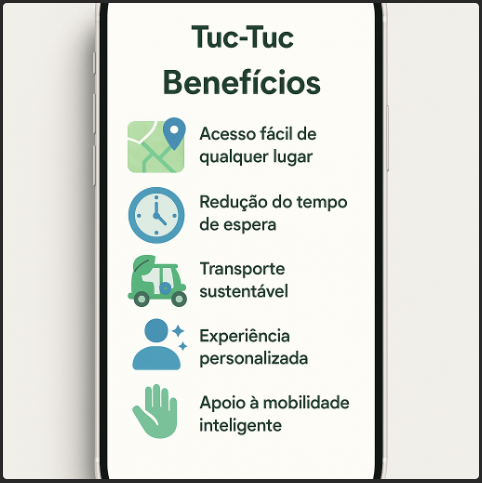 Tuc-Tuc
Benefícios
Acesso fácil de
qualquer lugar
Redução do tempo
de espera
Transporte
sustentável
Experiência
personalizada
Apoio à mobilidade
inteligente